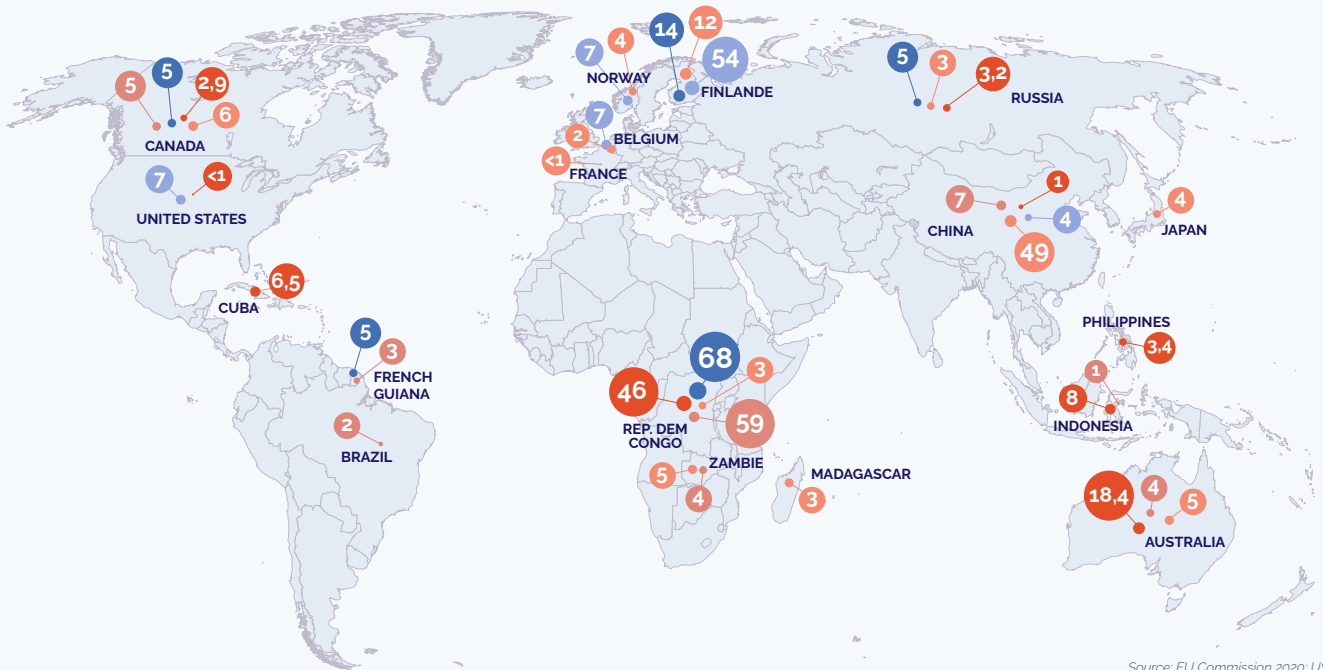 14
12
4
7
54
NORWAY
FINLANDE
5
3
3,2
RUSSIA
5
5
2,9
6
CANADA
7
2
BELGIUM
<1
FRANCE
7
<1
UNITED STATES
7
1
4
CHINA
49
4
JAPAN
6,5
CUBA
PHILIPPINES
3,4
5
3
FRENCH
GUIANA
68
3
46
59
REP. DEM
CONGO
1
8
INDONESIA
2
BRAZIL
ZAMBIE
5
4
MADAGASCAR
3
18,4
4
5
AUSTRALIA
Source: EU Commission 2020; US